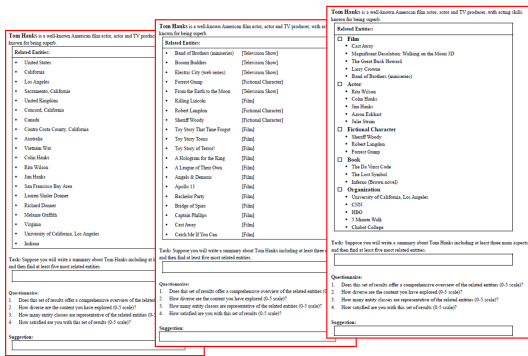 Tom Hanks is a well-known American film actor, actor and TV producer, with
known for being superb.
Related Entities:
• United States
• California
• Los Angeles
• Sacramento, California
• United Kingdom
• Concord, California
• Canada
• Contra Costa County, California
• Australia
• Vietnam War
• Colin Hanks
• Rita Wilson
• Jim Hanks
• San Francisco Bay Area
• Lauren Shuler Donner
• Richard Donner
• Melanie Griffith
• Virginia
• University of California, Los Angeles
• Indiana
Task: Suppose you will write a summary about Tom Hanks including at
and then find at least five most related entities.
Questionnaire:
1. Does this set of results offer a comprehensive overview of the related
2. How diverse are the content you have explored (0-5 scale)?
3. How many entity classes are representative of the related entities (0-
4. How satisfied are you with this set of results (0-5 scale)?
Suggestion:
Tom Hanks is a well-known American film actor, actor and TV producer, with
known for being superb.
Related Entities:
• Band of Brothers (miniseries) [Television Show]
• Bosom Buddies [Television Show]
• Electric City (web series) [Television Show]
• Forrest Gump [Fictional Character]
• From the Earth to the Moon [Television Show]
• Killing Lincoln [Film]
• Robert Langdon [Fictional Character]
• Sheriff Woody [Fictional Character]
• Toy Story That Time Forgot [Film]
• Toy Story Toons [Film]
• Toy Story of Terror! [Film]
• A Hologram for the King [Film]
• A League of Their Own [Film]
• Angels & Demons [Film]
• Apollo 13 [Film]
• Bachelor Party [Film]
• Bridge of Spies [Film]
• Captain Phillips [Film]
• Cast Away [Film]
• Catch Me If You Can [Film]
Task: Suppose you will write a summary about Tom Hanks including at least three
and then find at least five most related entities.
Questionnaire:
1. Does this set of results offer a comprehensive overview of the related entities (0-5
2. How diverse are the content you have explored (0-5 scale)?
3. How many entity classes are representative of the related entities (0-5 scale)?
4. How satisfied are you with this set of results (0-5 scale)?
Suggestion:
Tom Hanks is a well-known American film actor, actor and TV producer, with acting skills
known for being superb.
Related Entities:
☐ Film
• Cast Away
• Magnificent Desolation: Walking on the Moon 3D
• The Great Buck Howard
• Larry Crowne
• Band of Brothers (miniseries)
☐ Actor
• Rita Wilson
• Colin Hanks
• Jim Hanks
• Aaron Eckhart
• Julie Strain
☐ Fictional Character
• Sheriff Woody
• Robert Langdon
• Forrest Gump
☐ Book
• The Da Vinci Code
• The Lost Symbol
• Inferno (Brown novel)
☐ Organization
• University of California, Los Angeles
• CNN
• HBO
• 5 Minute Walk
• Chabot College
Task: Suppose you will write a summary about Tom Hanks including at least three main aspects,
and then find at least five most related entities.
Questionnaire:
1. Does this set of results offer a comprehensive overview of the related entities (0-5 scale)?
2. How diverse are the content you have explored (0-5 scale)?
3. How many entity classes are representative of the related entities (0-5 scale)?
4. How satisfied are you with this set of results (0-5 scale)?
Suggestion: